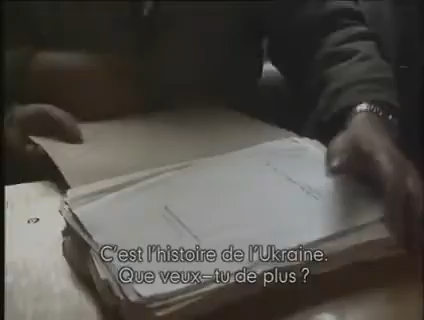 C'est l'histoire de l'Ukraine.
Que veux-tu de plus ?